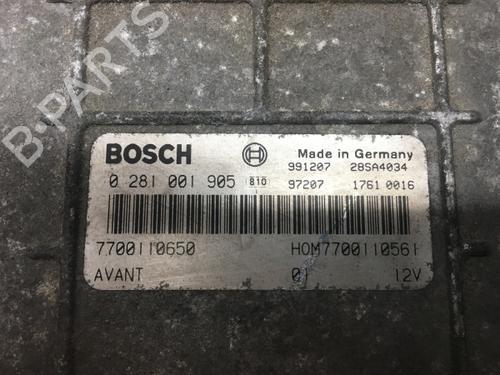 B-PARTS
BOSCH Made in Germany
991207 28SA4034
0 281 001 905 810 97207 1761 0016
7700110650 HOM7700110561
AVANT 01 12V